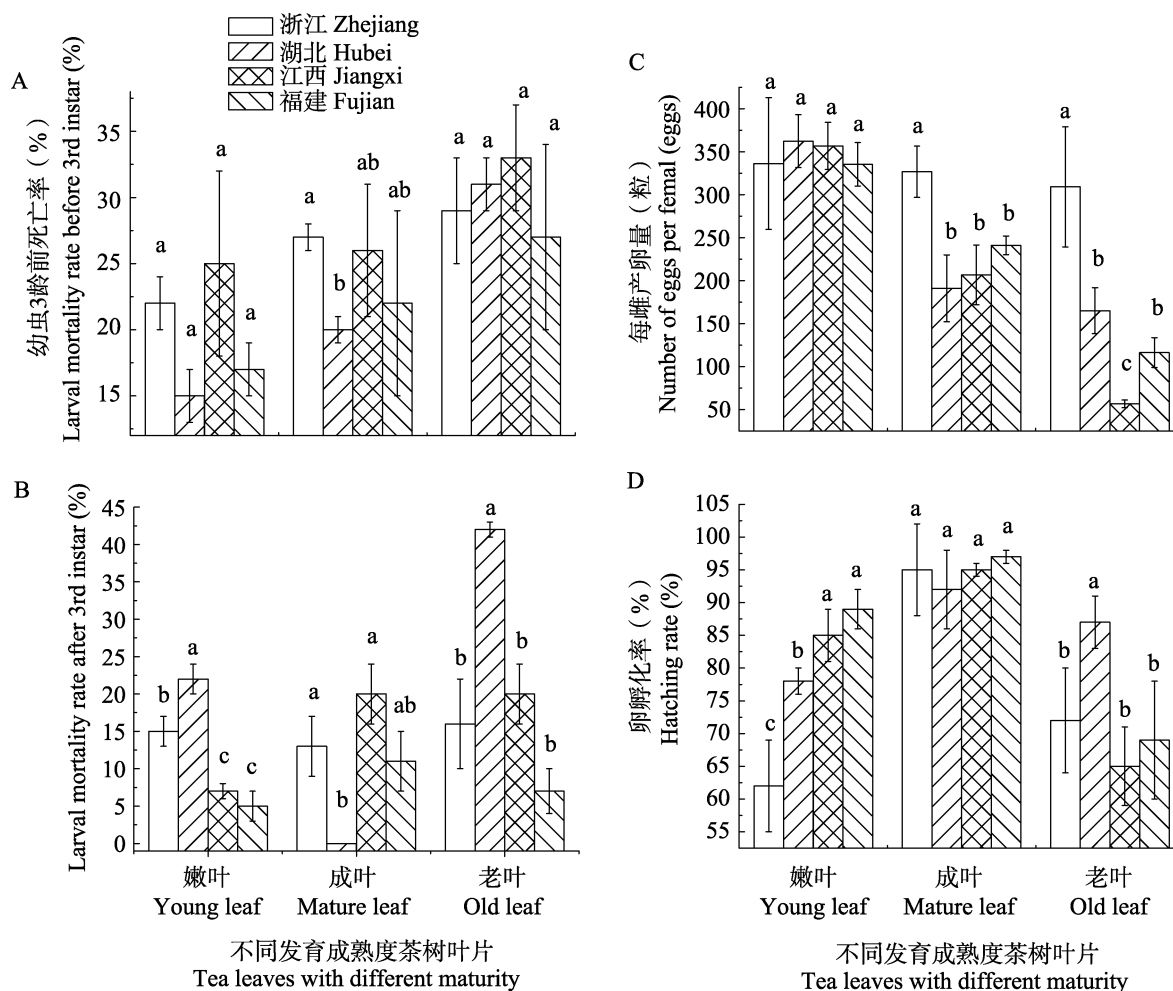 浙江 Zhejiang
湖北 Hubei
江西 Jiangxi
福建 Fujian
A
幼虫3龄前死亡率（%）
Larval mortality rate before 3rd instar (%)
35
30
25
20
15
a
a
a
a
a
b
ab
ab
a
a
a
a
B
Larval mortality rate after 3rd instar (%)
45
40
35
30
25
20
15
10
5
0
b
a
c
c
a
b
a
ab
b
a
b
b
嫩叶
成叶
老叶
Young leaf
Mature leaf
Old leaf
不同发育成熟度茶树叶片
Tea leaves with different maturity
C
每雌产卵量（粒）
Number of eggs per femal (eggs)
400
350
300
250
200
150
100
50
a
a
a
a
a
b
b
b
a
b
c
b
D
卵孵化率（%）
Hatching rate (%)
105
100
95
90
85
80
75
70
65
60
55
c
b
a
a
a
a
a
a
b
a
b
b
嫩叶
成叶
老叶
Young leaf
Mature leaf
Old leaf
不同发育成熟度茶树叶片
Tea leaves with different maturity